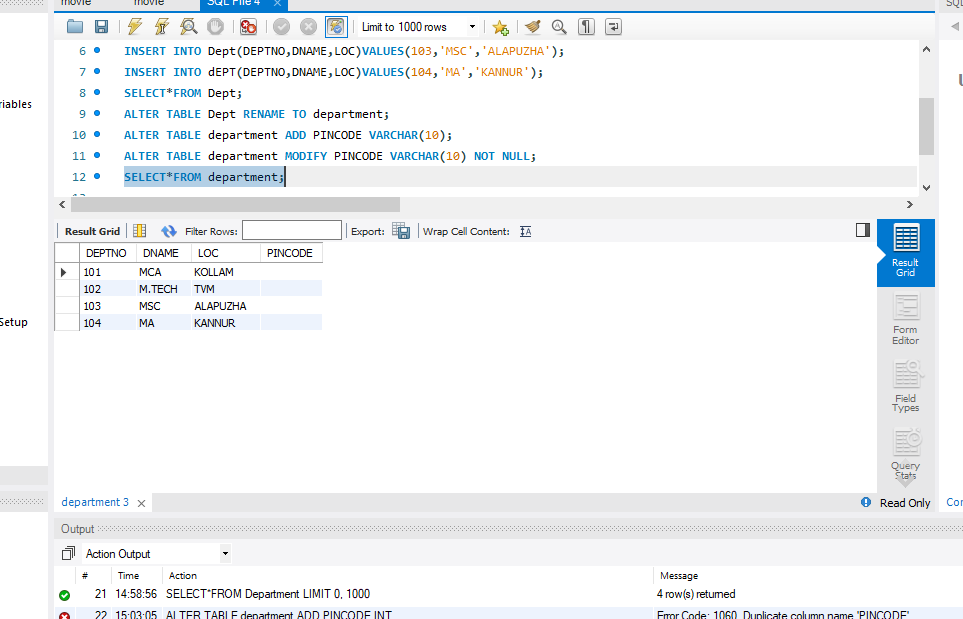 movie movie SQL File 4 × SQL
Limit to 1000 rows
6 INSERT INTO Dept(DEPTNO,DNAME,LOC)VALUES(103,'MSC','ALAPUZHA');
7 INSERT INTO dEPT(DEPTNO,DNAME,LOC)VALUES(104,'MA','KANNUR');
8 SELECT*FROM Dept;
9 ALTER TABLE Dept RENAME TO department;
10 ALTER TABLE department ADD PINCODE VARCHAR(10);
11 ALTER TABLE department MODIFY PINCODE VARCHAR(10) NOT NULL;
12 SELECT*FROM department;
riables
Setup
Result Grid Filter Rows: Export: Wrap Cell Content:
DEPTNO DNAME LOC PINCODE
101 MCA KOLLAM
102 M.TECH TVM
103 MSC ALAPUZHA
104 MA KANNUR
Result
Grid
Form
Editor
Field
Types
Query
Stats
department 3 × Read Only Con
Output
Action Output
# Time Action Message
21 14:58:56 SELECT*FROM Department LIMIT 0, 1000 4 row(s) returned
22 15:03:05 ALTER TABLE department ADD PINCODE INT Error Code: 1060. Duplicate column name 'PINCODE'